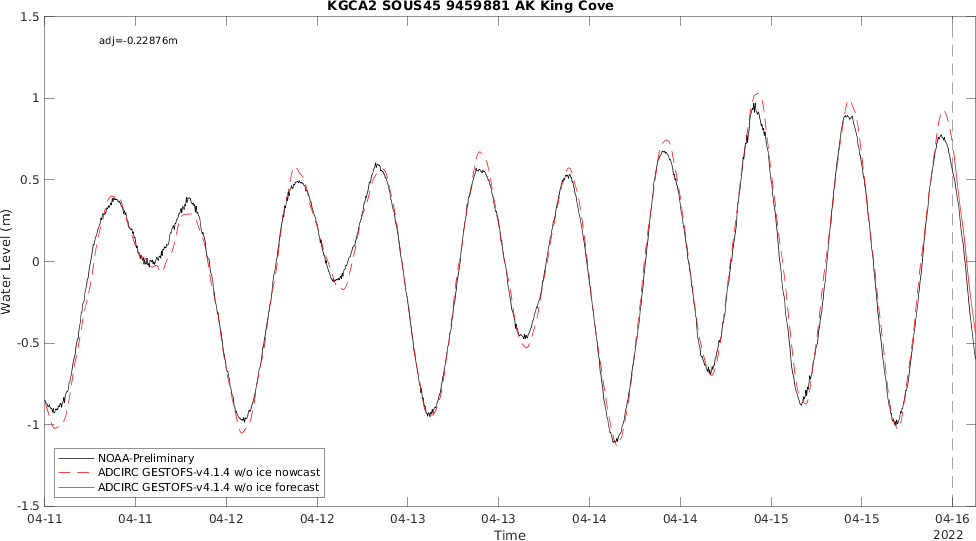 KGCA2 SOUS45 9459881 AK King Cove
adj=-0.22876m
1.5
1
0.5
0
-0.5
-1
-1.5
Water Level (m)
NOAA-Preliminary
ADCIRC GESTOFS-v4.1.4 w/o ice nowcast
ADCIRC GESTOFS-v4.1.4 w/o ice forecast
04-11 04-11 04-12 04-12 04-13 04-13 04-14 04-14 04-15 04-15 04-16
2022
Time